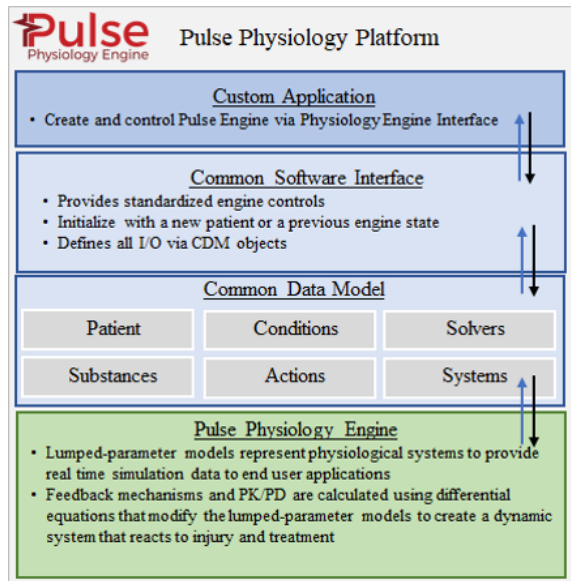 Pulse
Physiology Engine
Pulse Physiology Platform
Custom Application
• Create and control Pulse Engine via Physiology Engine Interface
Common Software Interface
• Provides standardized engine controls
• Initialize with a new patient or a previous engine state
• Defines all I/O via CDM objects
Common Data Model
Patient Conditions Solvers
Substances Actions Systems
Pulse Physiology Engine
• Lumped-parameter models represent physiological systems to provide
real time simulation data to end user applications
• Feedback mechanisms and PK/PD are calculated using differential
equations that modify the lumped-parameter models to create a dynamic
system that reacts to injury and treatment